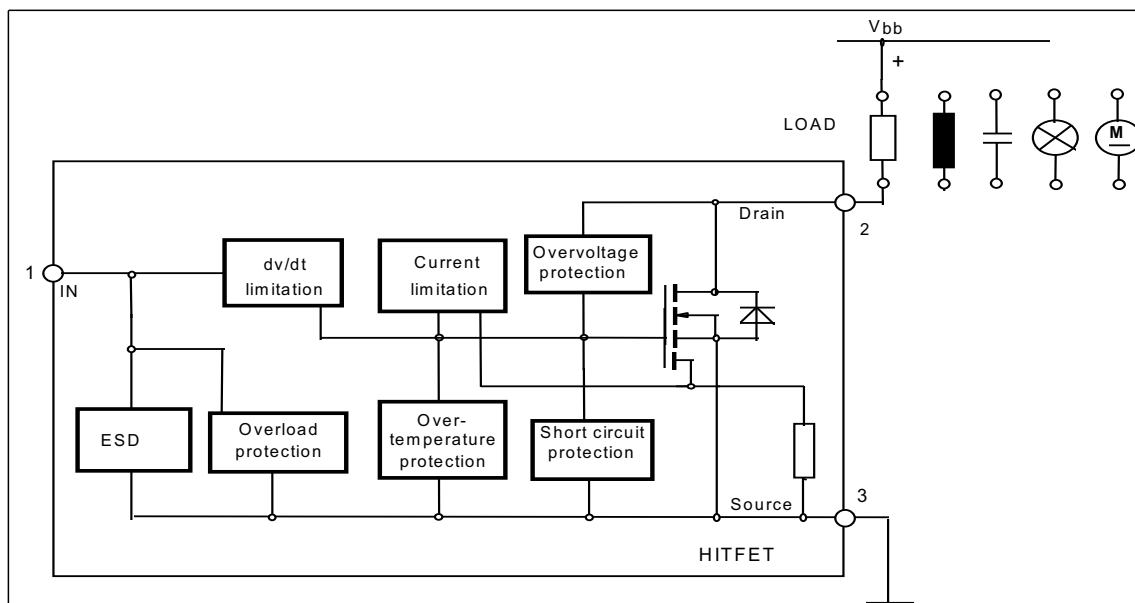 Vbb
+
LOAD
M
Drain
2
Overvoltage
protection
dv/dt
limitation
Current
limitation
1
IN
ESD
Overload
protection
Over-
temperature
protection
Short circuit
protection
3
Source
HITFET